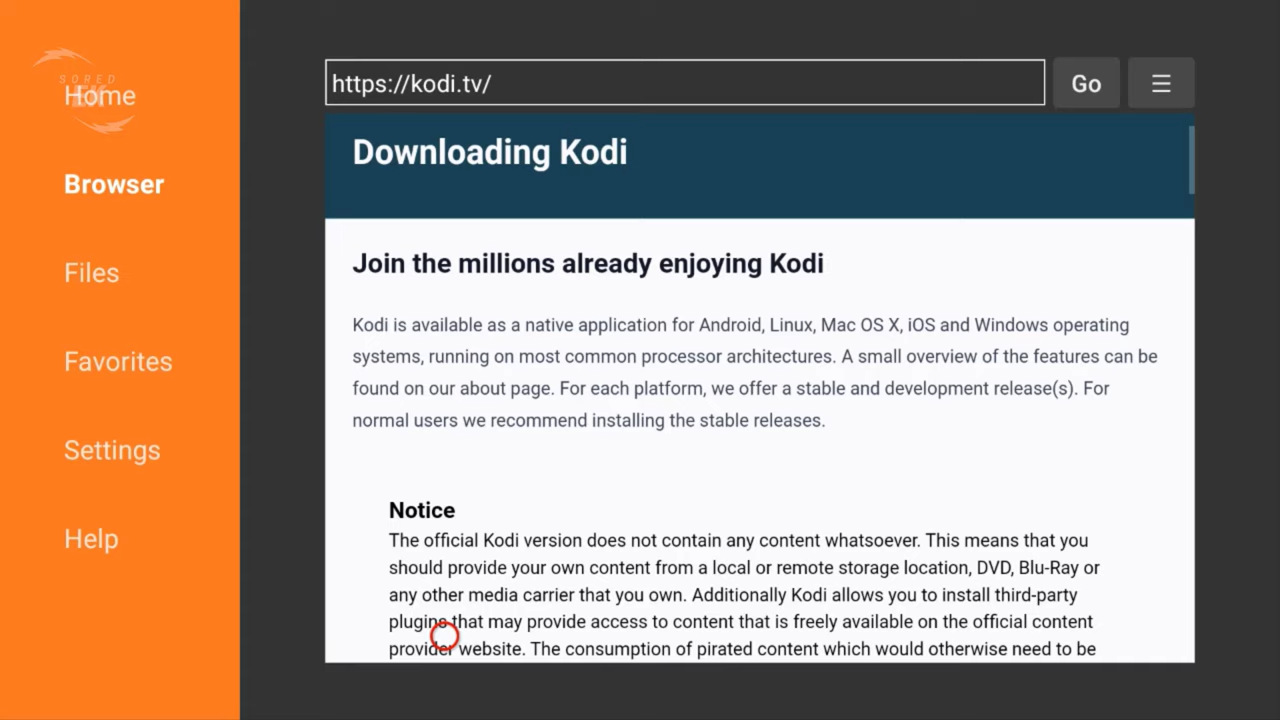 SORED
Home
Browser
Files
Favorites
Settings
Help
https://kodi.tv/
Go
Downloading Kodi
Join the millions already enjoying Kodi
Kodi is available as a native application for Android, Linux, Mac OS X, iOS and Windows operating
systems, running on most common processor architectures. A small overview of the features can be
found on our about page. For each platform, we offer a stable and development release(s). For
normal users we recommend installing the stable releases.
Notice
The official Kodi version does not contain any content whatsoever. This means that you
should provide your own content from a local or remote storage location, DVD, Blu-Ray or
any other media carrier that you own. Additionally Kodi allows you to install third-party
plugins that may provide access to content that is freely available on the official content
provider website. The consumption of pirated content which would otherwise need to be